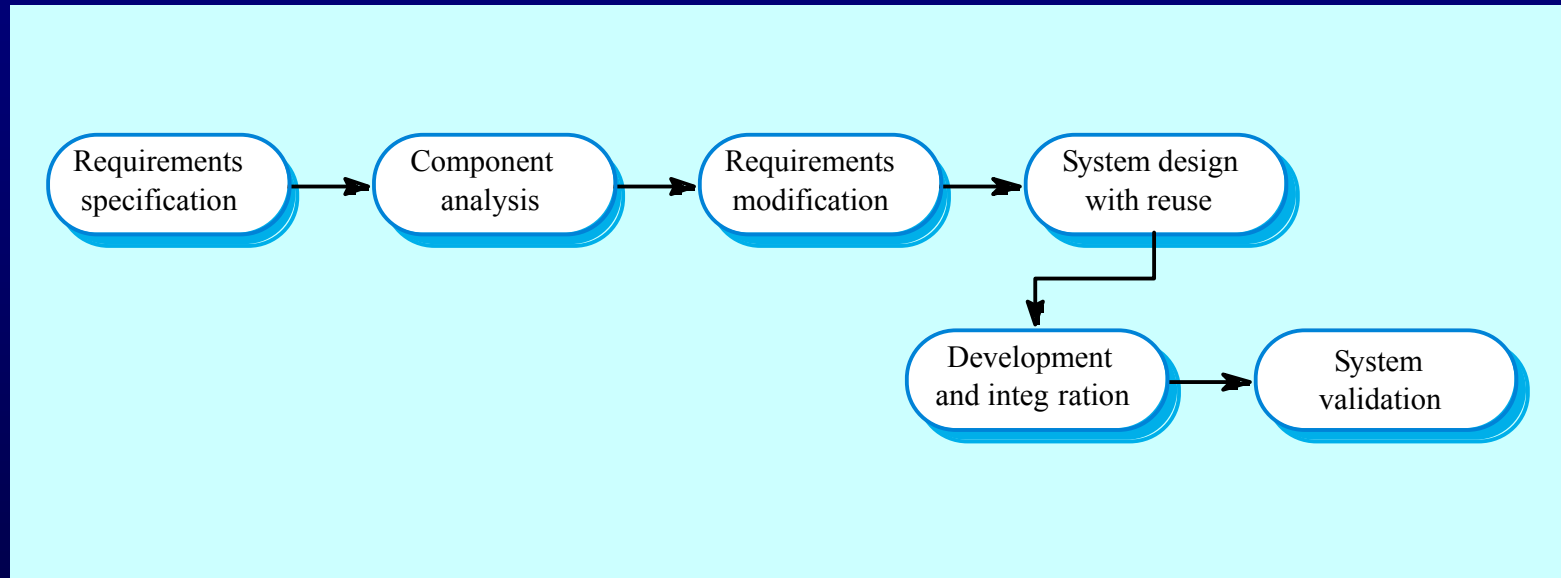 Requirements
specification
Component
analysis
Requirements
modification
System design
with reuse
Development
and integ ration
System
validation